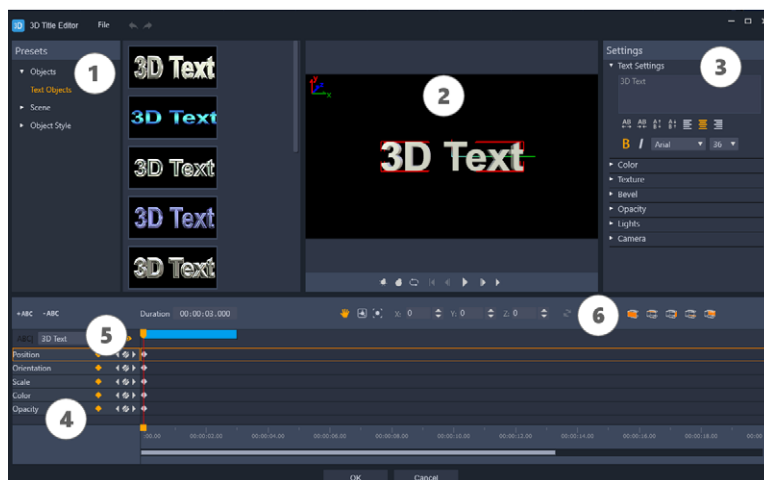 3D 3D Title Editor File
Presets
Objects
Text Objects
Scene
Object Style
1
3D Text
3D Text
3D Text
3D Text
3D Text
2
Y
X
3D Text
Settings
Text Settings
3D Text
3
B I Arial 36
Color
Texture
Bevel
Opacity
Lights
Camera
+ABC -ABC Duration 00:00:03.000 X: 0 Y: 0 Z: 0 6
ABC 3D Text 5
Position
Orientation
Scale
Color
Opacity
4
:00.00 00:00:02.00 00:00:04.00 00:00:06.00 00:00:08.00 00:00:10.00 00:00:12.00 00:00:14.00 00:00:16.00 00:00:18.00 00:00
OK Cancel